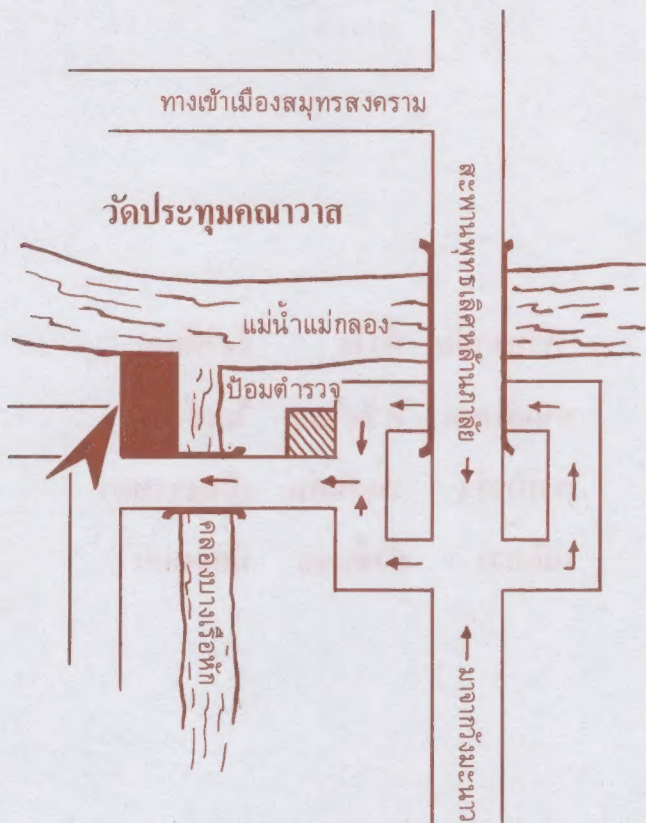 ทางเข้าเมืองสมุทรสงคราม
สะพานพุทธเลิศหล้านภาลัย
วัดประทุมคณาวาส
แม่น้ำแม่กลอง
ป้อมตำรวจ
คลองบางเรือหัก
มาจากวังมะนาว